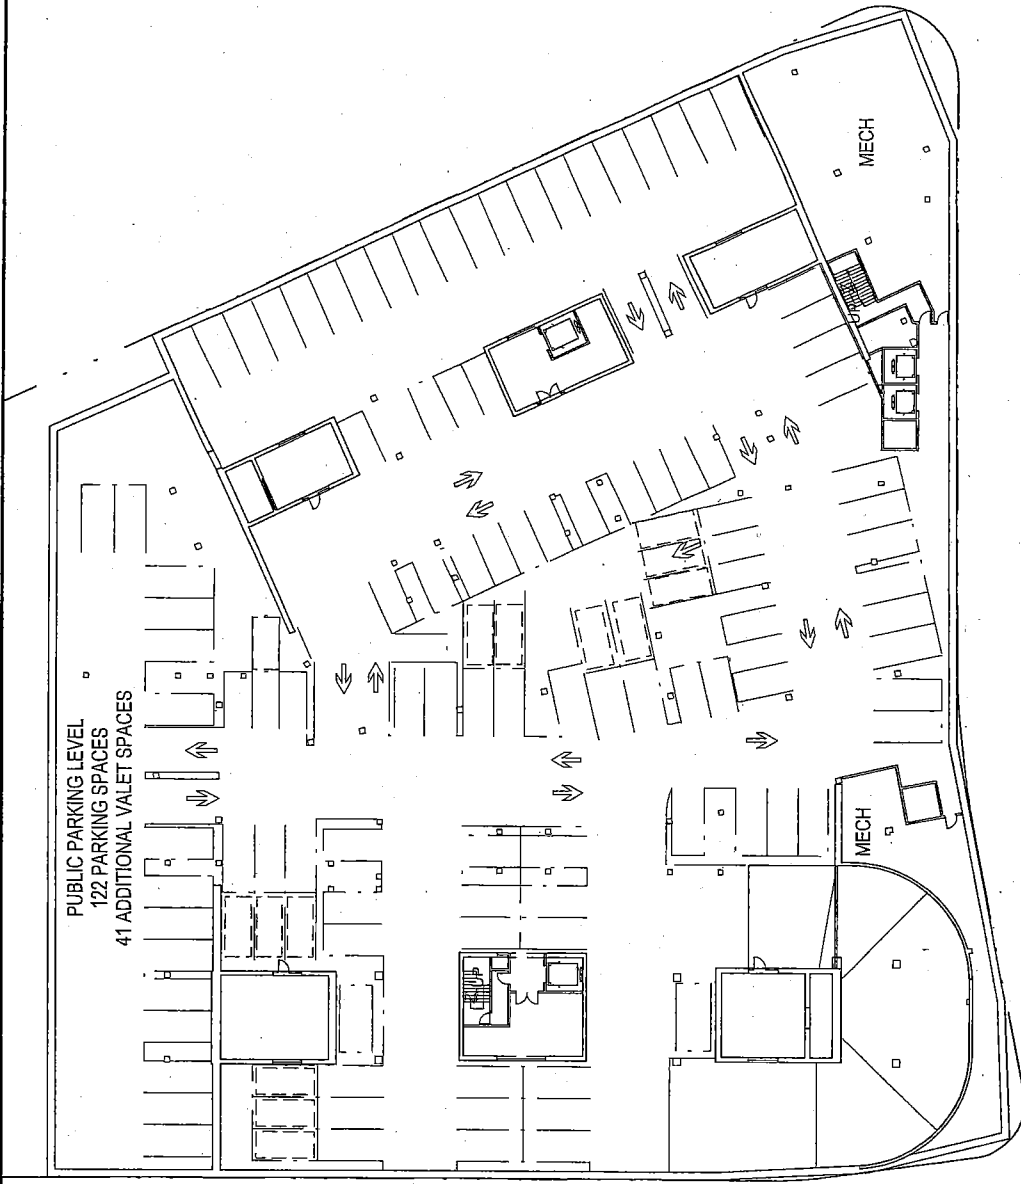 PUBLIC PARKING LEVEL
122 PARKING SPACES
41 ADDITIONAL VALET SPACES
MECH
MECH